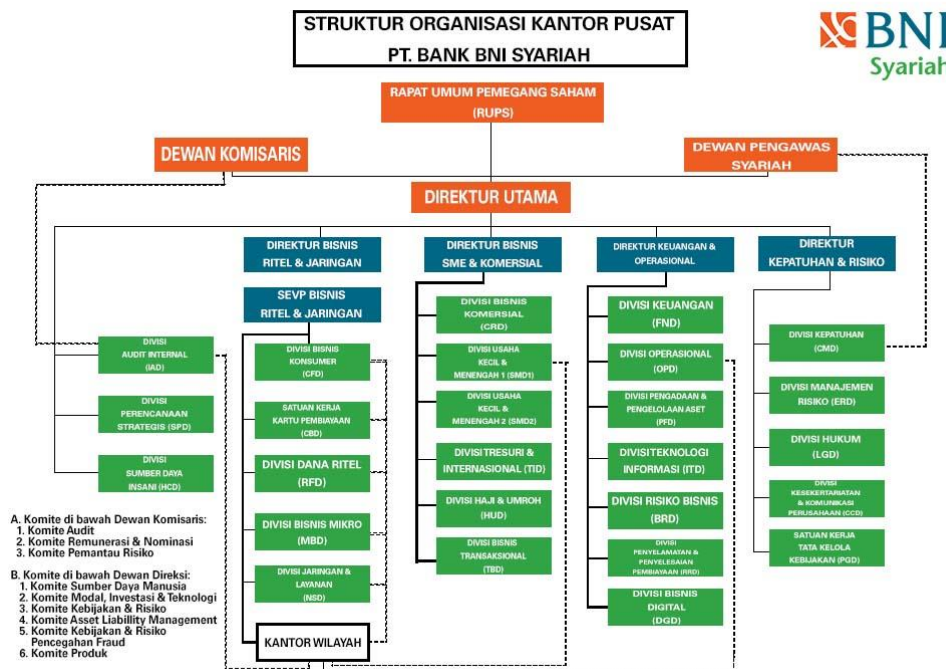 STRUKTUR ORGANISASI KANTOR PUSAT
PT. BANK BNI SYARIAH
BNI
Syariah
RAPAT UMUM PEMEGANG SAHAM
(RUPS)
DEWAN KOMISARIS
DEWAN PENGAWAS
SYARIAH
DIREKTUR UTAMA
DIREKTUR BISNIS
RITEL & JARINGAN
DIREKTUR BISNIS
SME & KOMERSIAL
DIREKTUR KEUANGAN &
OPERASIONAL
DIREKTUR
KEPATUHAN & RISIKO
SEVP BISNIS
RITEL & JARINGAN
DIVISI
AUDIT INTERNAL
(IAD)
DIVISI
PERENCANAAN
STRATEGIS (SPD)
DIVISI
SUMBER DAYA
INSANI (HCD)
DIVISI BISNIS
KONSUMER
(CFD)
SATUAN KERJA
KARTU PEMBIAYAAN
(CBD)
DIVISI DANA RITEL
(RFD)
DIVISI BISNIS MIKRO
(MBD)
DIVISI JARINGAN &
LAYANAN
(NSD)
KANTOR WILAYAH
DIVISI BISNIS
KOMERSIAL
(CRD)
DIVISI USAHA
KECIL &
MENENGAH 1 (SMD1)
DIVISI USAHA
KECIL &
MENENGAH 2 (SMD2)
DIVISI TRESURI &
INTERNASIONAL (TID)
DIVISI HAJI & UMROH
(HUD)
DIVISI BISNIS
TRANSAKSIONAL
(TBD)
DIVISI KEUANGAN
(FND)
DIVISI OPERASIONAL
(OPD)
DIVISI PENGADAAN &
PENGELOLAAN ASET
(PFD)
DIVISITEKNOLOGI
INFORMASI (ITD)
DIVISI RISIKO BISNIS
(BRD)
DIVISI
PENYELAMATAN &
PENYELEBAIAN
PEMBIAYAAN (RRD)
DIVISI BISNIS
DIGITAL
(DGD)
DIVISI KEPATUHAN
(CMD)
DIVISI MANAJEMEN
RISIKO (ERD)
DIVISI HUKUM
(LGD)
DIVISI
KESEKERTARIATAN
& KOMUNIKASI
PERUSAHAAN (CCD)
SATUAN KERJA
TATA KELOLA
KEBIJAKAN (PGD)
A. Komite di bawah Dewan Komisaris:
1. Komite Audit
2. Komite Remunerasi & Nominasi
3. Komite Pemantau Risiko
B. Komite di bawah Dewan Direksi:
1. Komite Sumber Daya Manusia
2. Komite Modal, Investasi & Teknologi
3. Komite Kebijakan & Risiko
4. Komite Asset Liabillity Management
5. Komite Kebijakan & Risiko
Pencegahan Fraud
6. Komite Produk